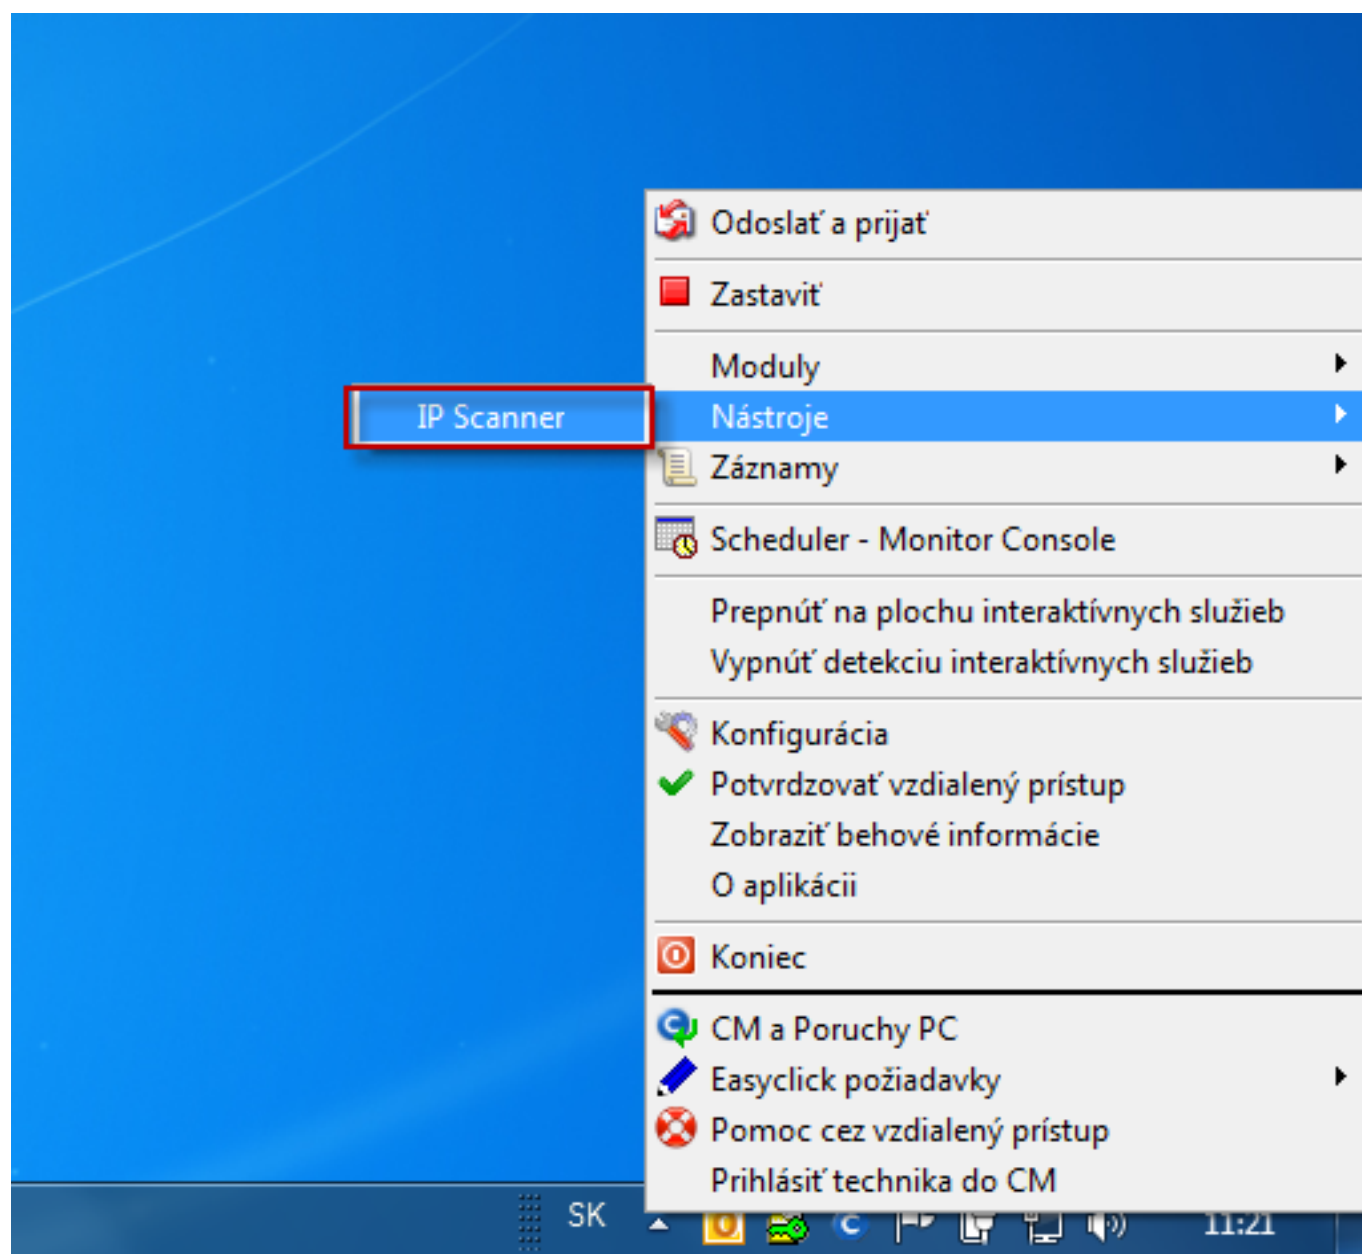 Odoslať a prijať
Zastaviť
Moduly
IP Scanner
Nástroje
Záznamy
Scheduler - Monitor Console
Prepnúť na plochu interaktívnych služieb
Vypnúť detekciu interaktívnych služieb
Konfigurácia
Potvrdzovať vzdialený prístup
Zobraziť behové informácie
O aplikácii
Koniec
CM a Poruchy PC
Easyclick požiadavky
Pomoc cez vzdialený prístup
Prihlásiť technika do CM
SK
11:21